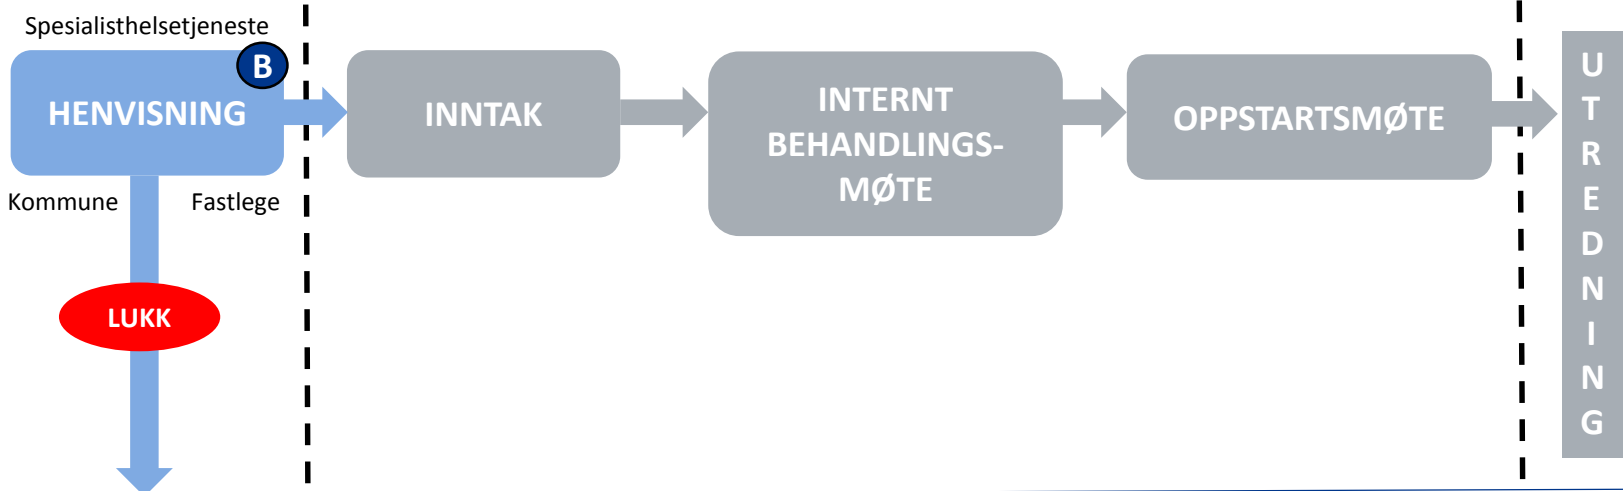 Spesialisthelsetjeneste
B
HENVISNING
Kommune
Fastlege
LUKK
INNTAK
INTERNT
BEHANDLINGS-
MØTE
OPPSTARTSMØTE
U
T
R
E
D
N
I
N
G